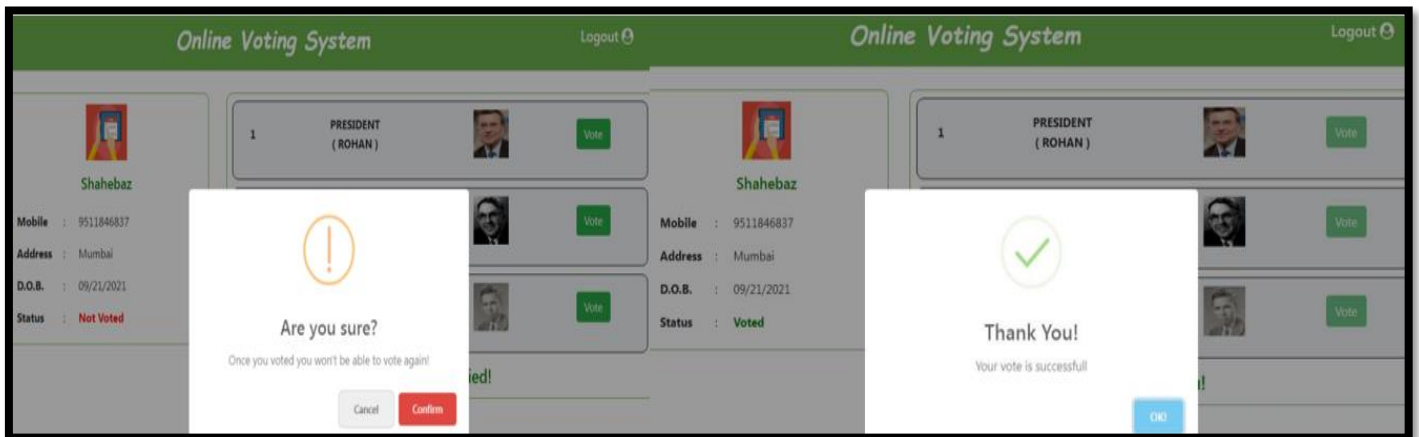 Online Voting System
Logout
1
PRESIDENT
( ROHAN )
Vote
Shahebaz
Mobile : 9511846837
Address : Mumbai
D.O.B. : 09/21/2021
Status : Not Voted
Vote
Vote
Are you sure?
Once you voted you won't be able to vote again!
Cancel
Confirm
ied!
Online Voting System
Logout
1
PRESIDENT
( ROHAN )
Vote
Shahebaz
Mobile : 9511846837
Address : Mumbai
D.O.B. : 09/21/2021
Status : Voted
Vote
Vote
Thank You!
Your vote is successfull
OK!
!